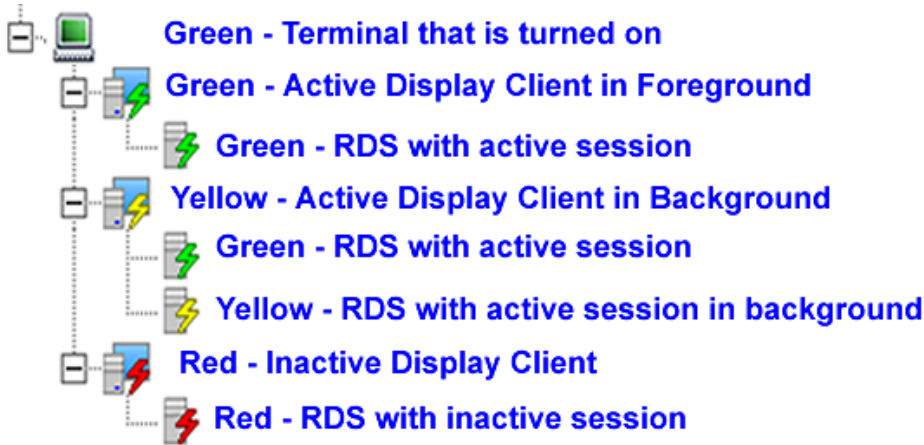 Green - Terminal that is turned on
Green - Active Display Client in Foreground
Green - RDS with active session
Yellow - Active Display Client in Background
Green - RDS with active session
Yellow - RDS with active session in background
Red - Inactive Display Client
Red - RDS with inactive session